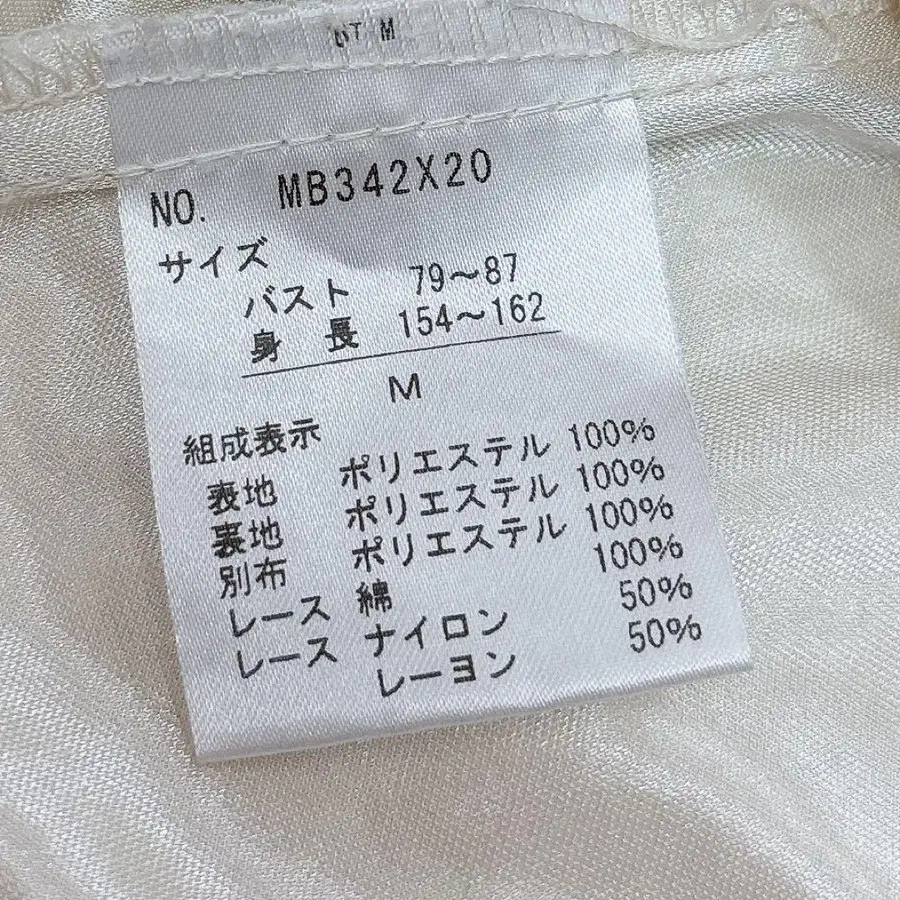 NO. MB342X20
サイズ
バスト 79～87
身長 154～162
M
組成表示
表地 ポリエステル 100%
裏地 ポリエステル 100%
別布 ポリエステル 100%
レース 綿 100%
レース ナイロン 50%
レーヨン 50%